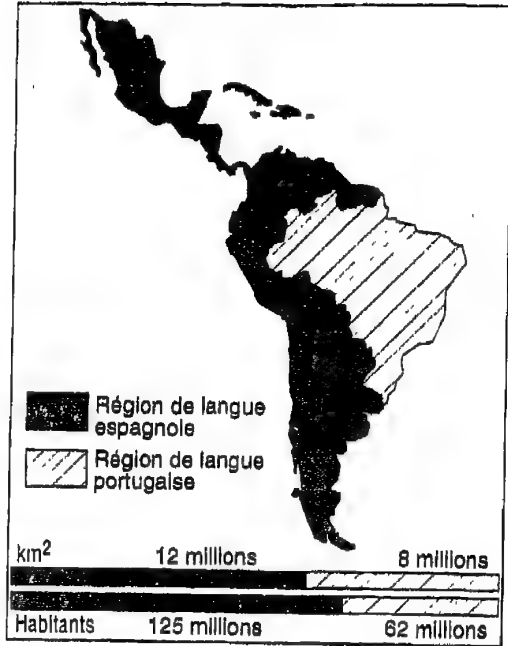 Région de langue
espagnole
Région de langue
portugaise
km² 12 millions 8 millions
Habitants 125 millions 62 millions